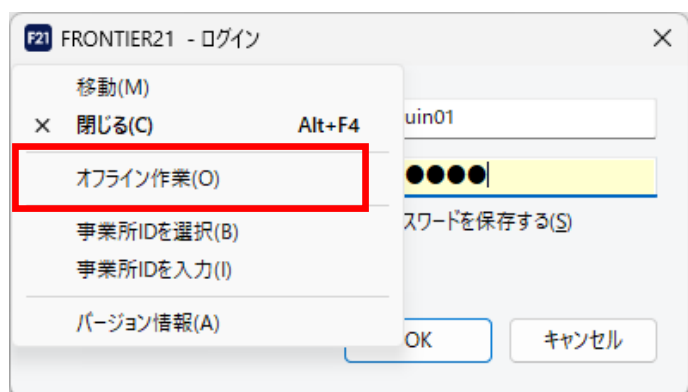 F21 FRONTIER21 - ログイン
移動(M)
閉じる(C) Alt+F4
uin01
オフライン作業(O)
スワードを保存する(S)
事業所IDを選択(B)
事業所IDを入力(I)
バージョン情報(A)
OK
キャンセル